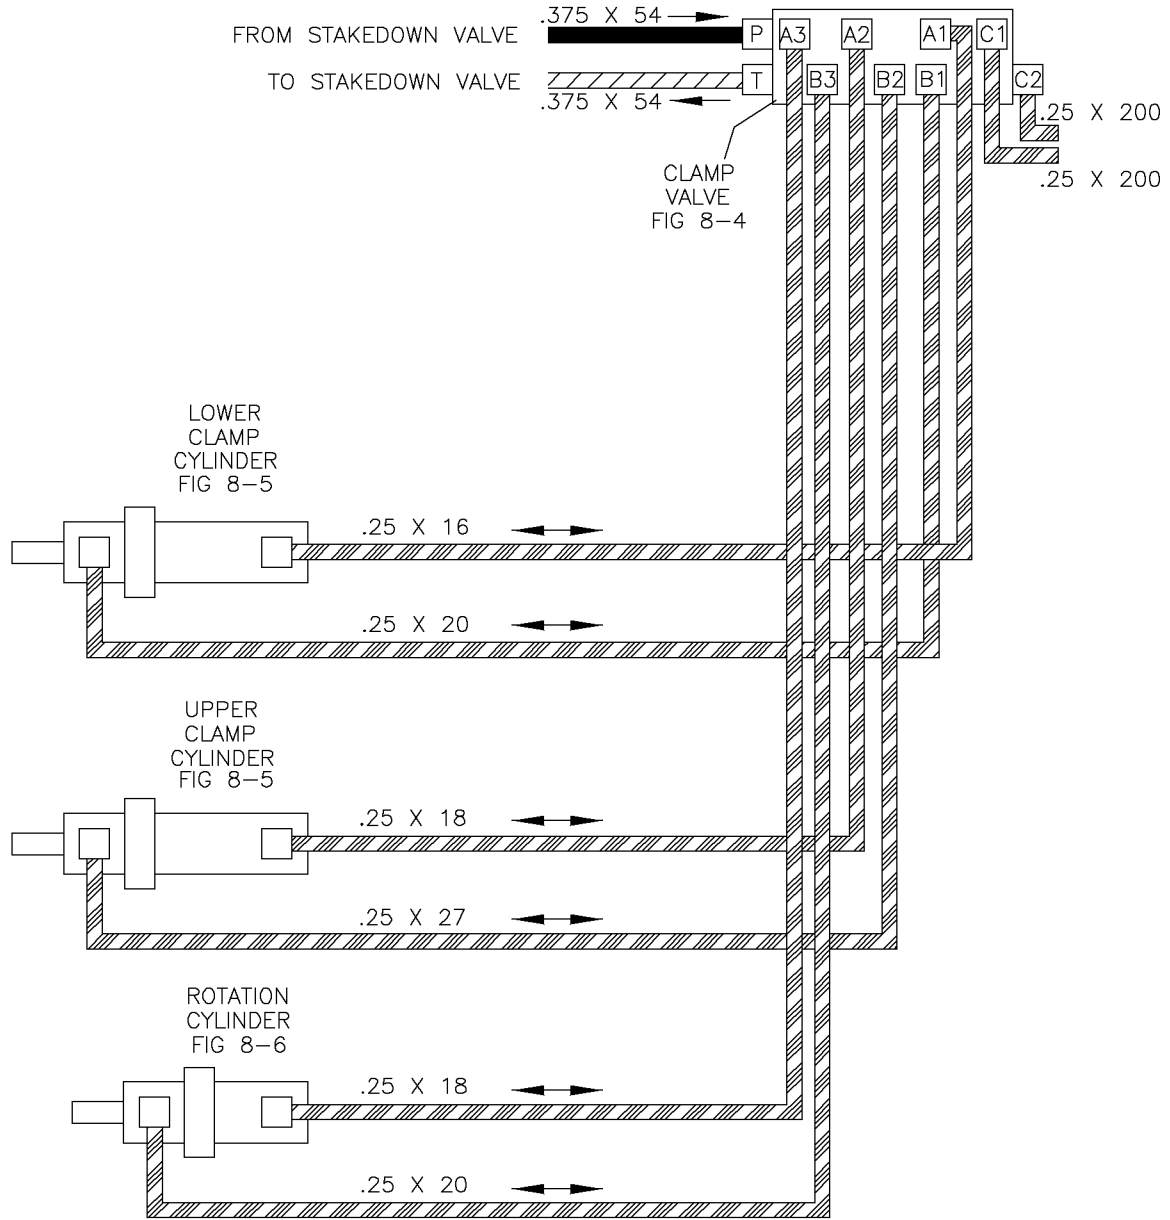 .375 X 54
FROM STAKEDOWN VALVE
P
A3
A2
A1
C1
TO STAKEDOWN VALVE
T
B3
B2
B1
C2
.375 X 54
.25 X 200
.25 X 200
CLAMP
VALVE
FIG 8-4
LOWER
CLAMP
CYLINDER
FIG 8-5
.25 X 16
.25 X 20
UPPER
CLAMP
CYLINDER
FIG 8-5
.25 X 18
.25 X 27
ROTATION
CYLINDER
FIG 8-6
.25 X 18
.25 X 20